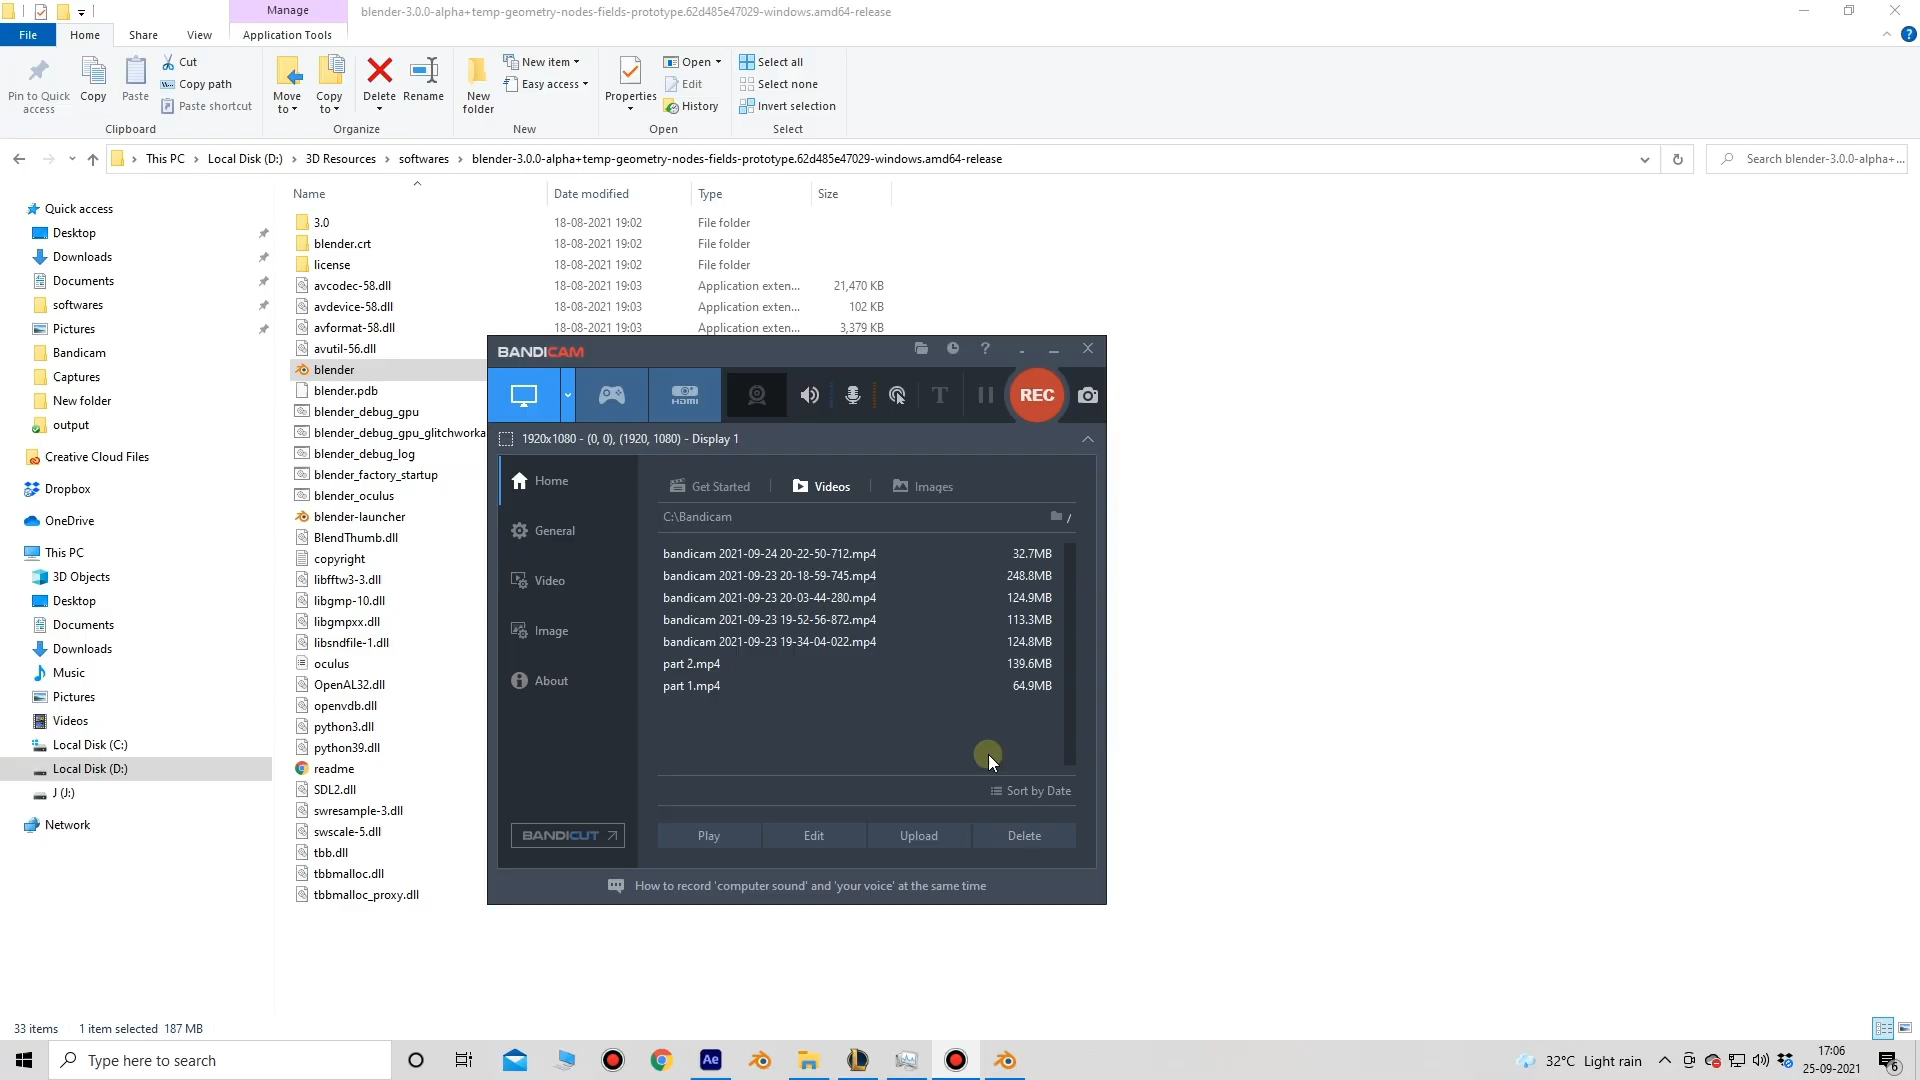 Manage
blender-3.0.0-alpha+temp-geometry-nodes-fields-prototype.62d485e47029-windows.amd64-release
File Home Share View Application Tools
Pin to Quick access
Copy
Paste
Cut
Copy path
Paste shortcut
Clipboard
Move to
Copy to
Delete
Rename
Organize
New folder
New item
Easy access
New
Properties
Open
Edit
History
Open
Select all
Select none
Invert selection
Select
This PC › Local Disk (D:) › 3D Resources › softwares › blender-3.0.0-alpha+temp-geometry-nodes-fields-prototype.62d485e47029-windows.amd64-release
Search blender-3.0.0-alpha+...
Quick access
Desktop
Downloads
Documents
softwares
Pictures
Bandicam
Captures
New folder
output
Creative Cloud Files
Dropbox
OneDrive
This PC
3D Objects
Desktop
Documents
Downloads
Music
Pictures
Videos
Local Disk (C:)
Local Disk (D:)
J (J:)
Network
Name Date modified Type Size
3.0 18-08-2021 19:02 File folder
blender.crt 18-08-2021 19:02 File folder
license 18-08-2021 19:02 File folder
avcodec-58.dll 18-08-2021 19:03 Application exten... 21,470 KB
avdevice-58.dll 18-08-2021 19:03 Application exten... 102 KB
avformat-58.dll 18-08-2021 19:03 Application exten... 3,379 KB
avutil-56.dll
blender
blender.pdb
blender_debug_gpu
blender_debug_gpu_glitchworka
blender_debug_log
blender_factory_startup
blender_oculus
blender-launcher
BlendThumb.dll
copyright
libfftw3-3.dll
libgmp-10.dll
libgmpxx.dll
libsndfile-1.dll
oculus
OpenAL32.dll
openvdb.dll
python3.dll
python39.dll
readme
SDL2.dll
swresample-3.dll
swscale-5.dll
tbb.dll
tbbmalloc.dll
tbbmalloc_proxy.dll
BANDICAM
HDMI
T
REC
1920x1080 - (0, 0), (1920, 1080) - Display 1
Home
General
Video
Image
About
BANDICUT
Get Started Videos Images
C:\Bandicam
bandicam 2021-09-24 20-22-50-712.mp4 32.7MB
bandicam 2021-09-23 20-18-59-745.mp4 248.8MB
bandicam 2021-09-23 20-03-44-280.mp4 124.9MB
bandicam 2021-09-23 19-52-56-872.mp4 113.3MB
bandicam 2021-09-23 19-34-04-022.mp4 124.8MB
part 2.mp4 139.6MB
part 1.mp4 64.9MB
Sort by Date
Play Edit Upload Delete
How to record 'computer sound' and 'your voice' at the same time
33 items 1 item selected 187 MB
Type here to search
Ae
32°C Light rain
17:06
25-09-2021
6